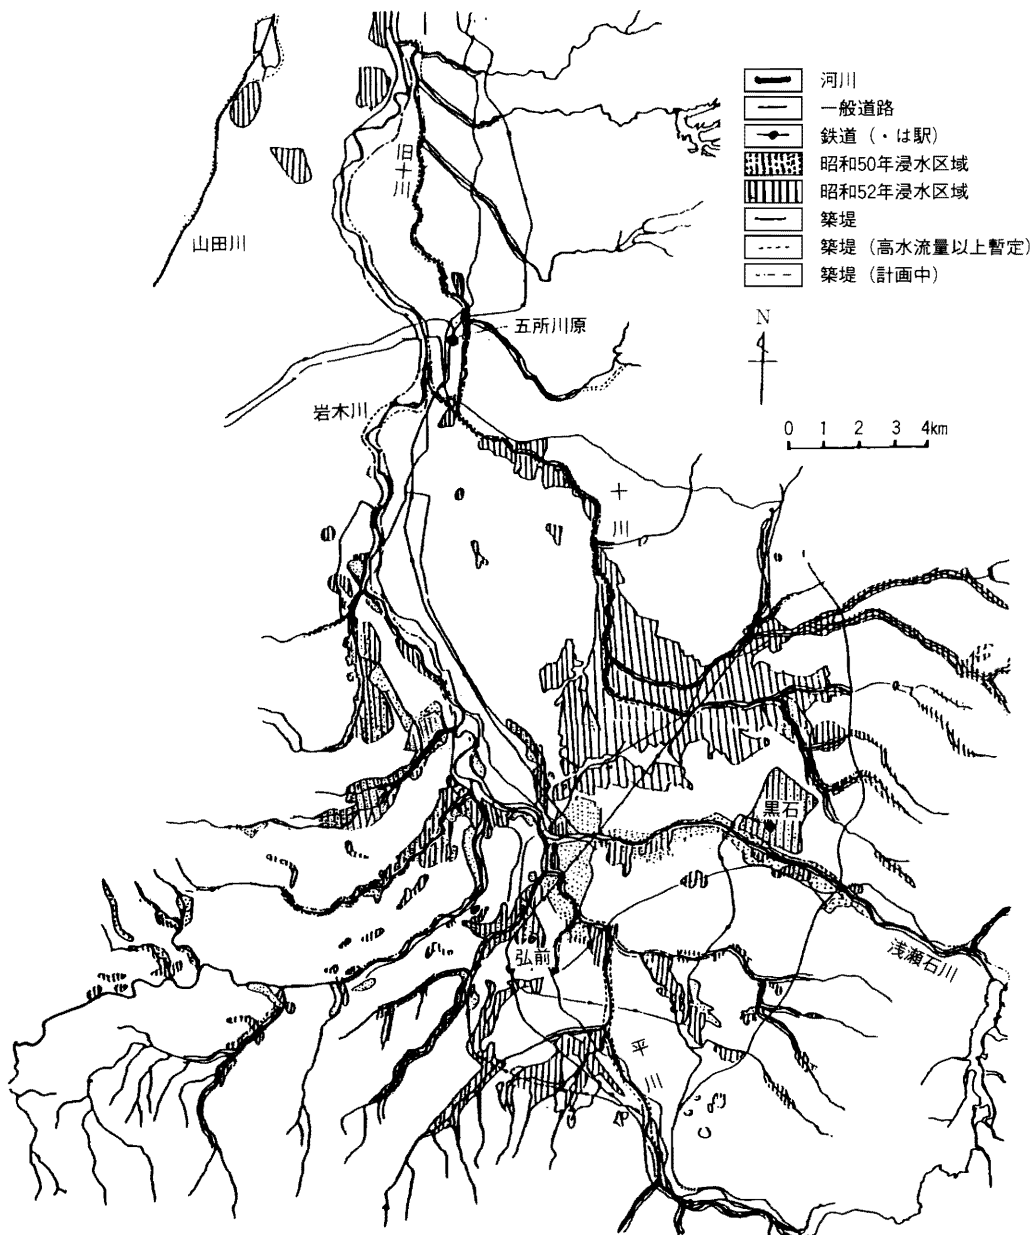 河川
一般道路
鉄道（・は駅）
昭和50年浸水区域
昭和52年浸水区域
築堤
築堤（高水流量以上暫定）
築堤（計画中）
N
0 1 2 3 4km
旧十川
山田川
五所川原
岩木川
十川
黒石
浅瀬石川
弘前
平川